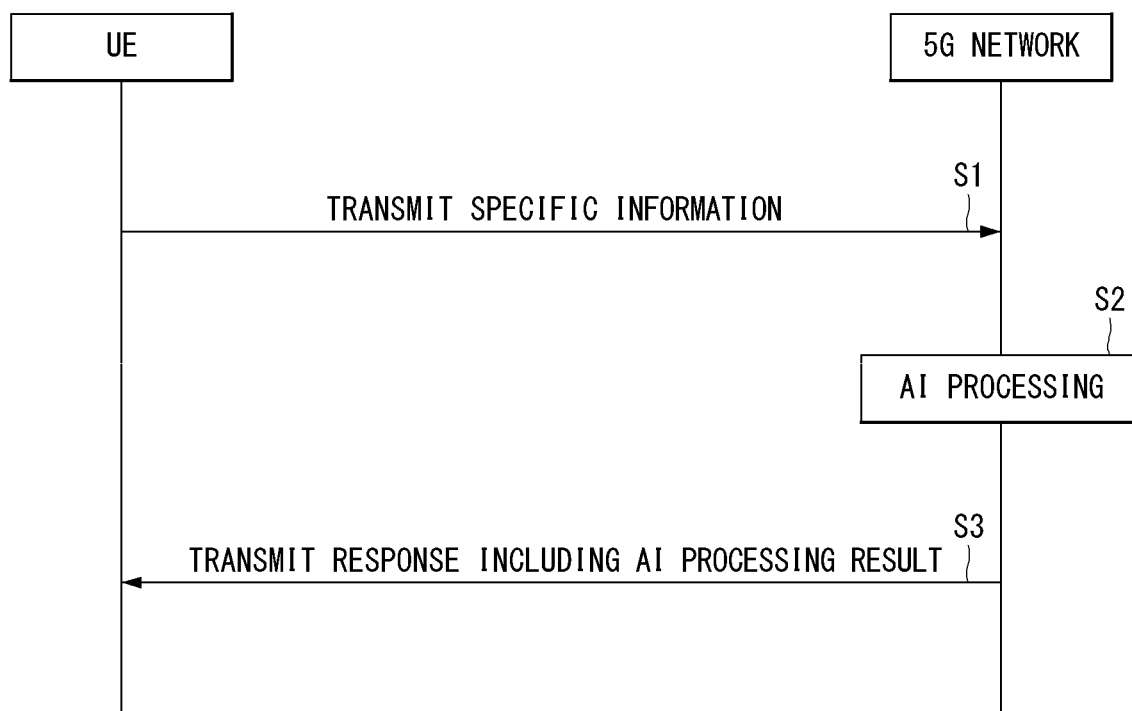 UE
5G NETWORK
S1
TRANSMIT SPECIFIC INFORMATION
S2
AI PROCESSING
S3
TRANSMIT RESPONSE INCLUDING AI PROCESSING RESULT